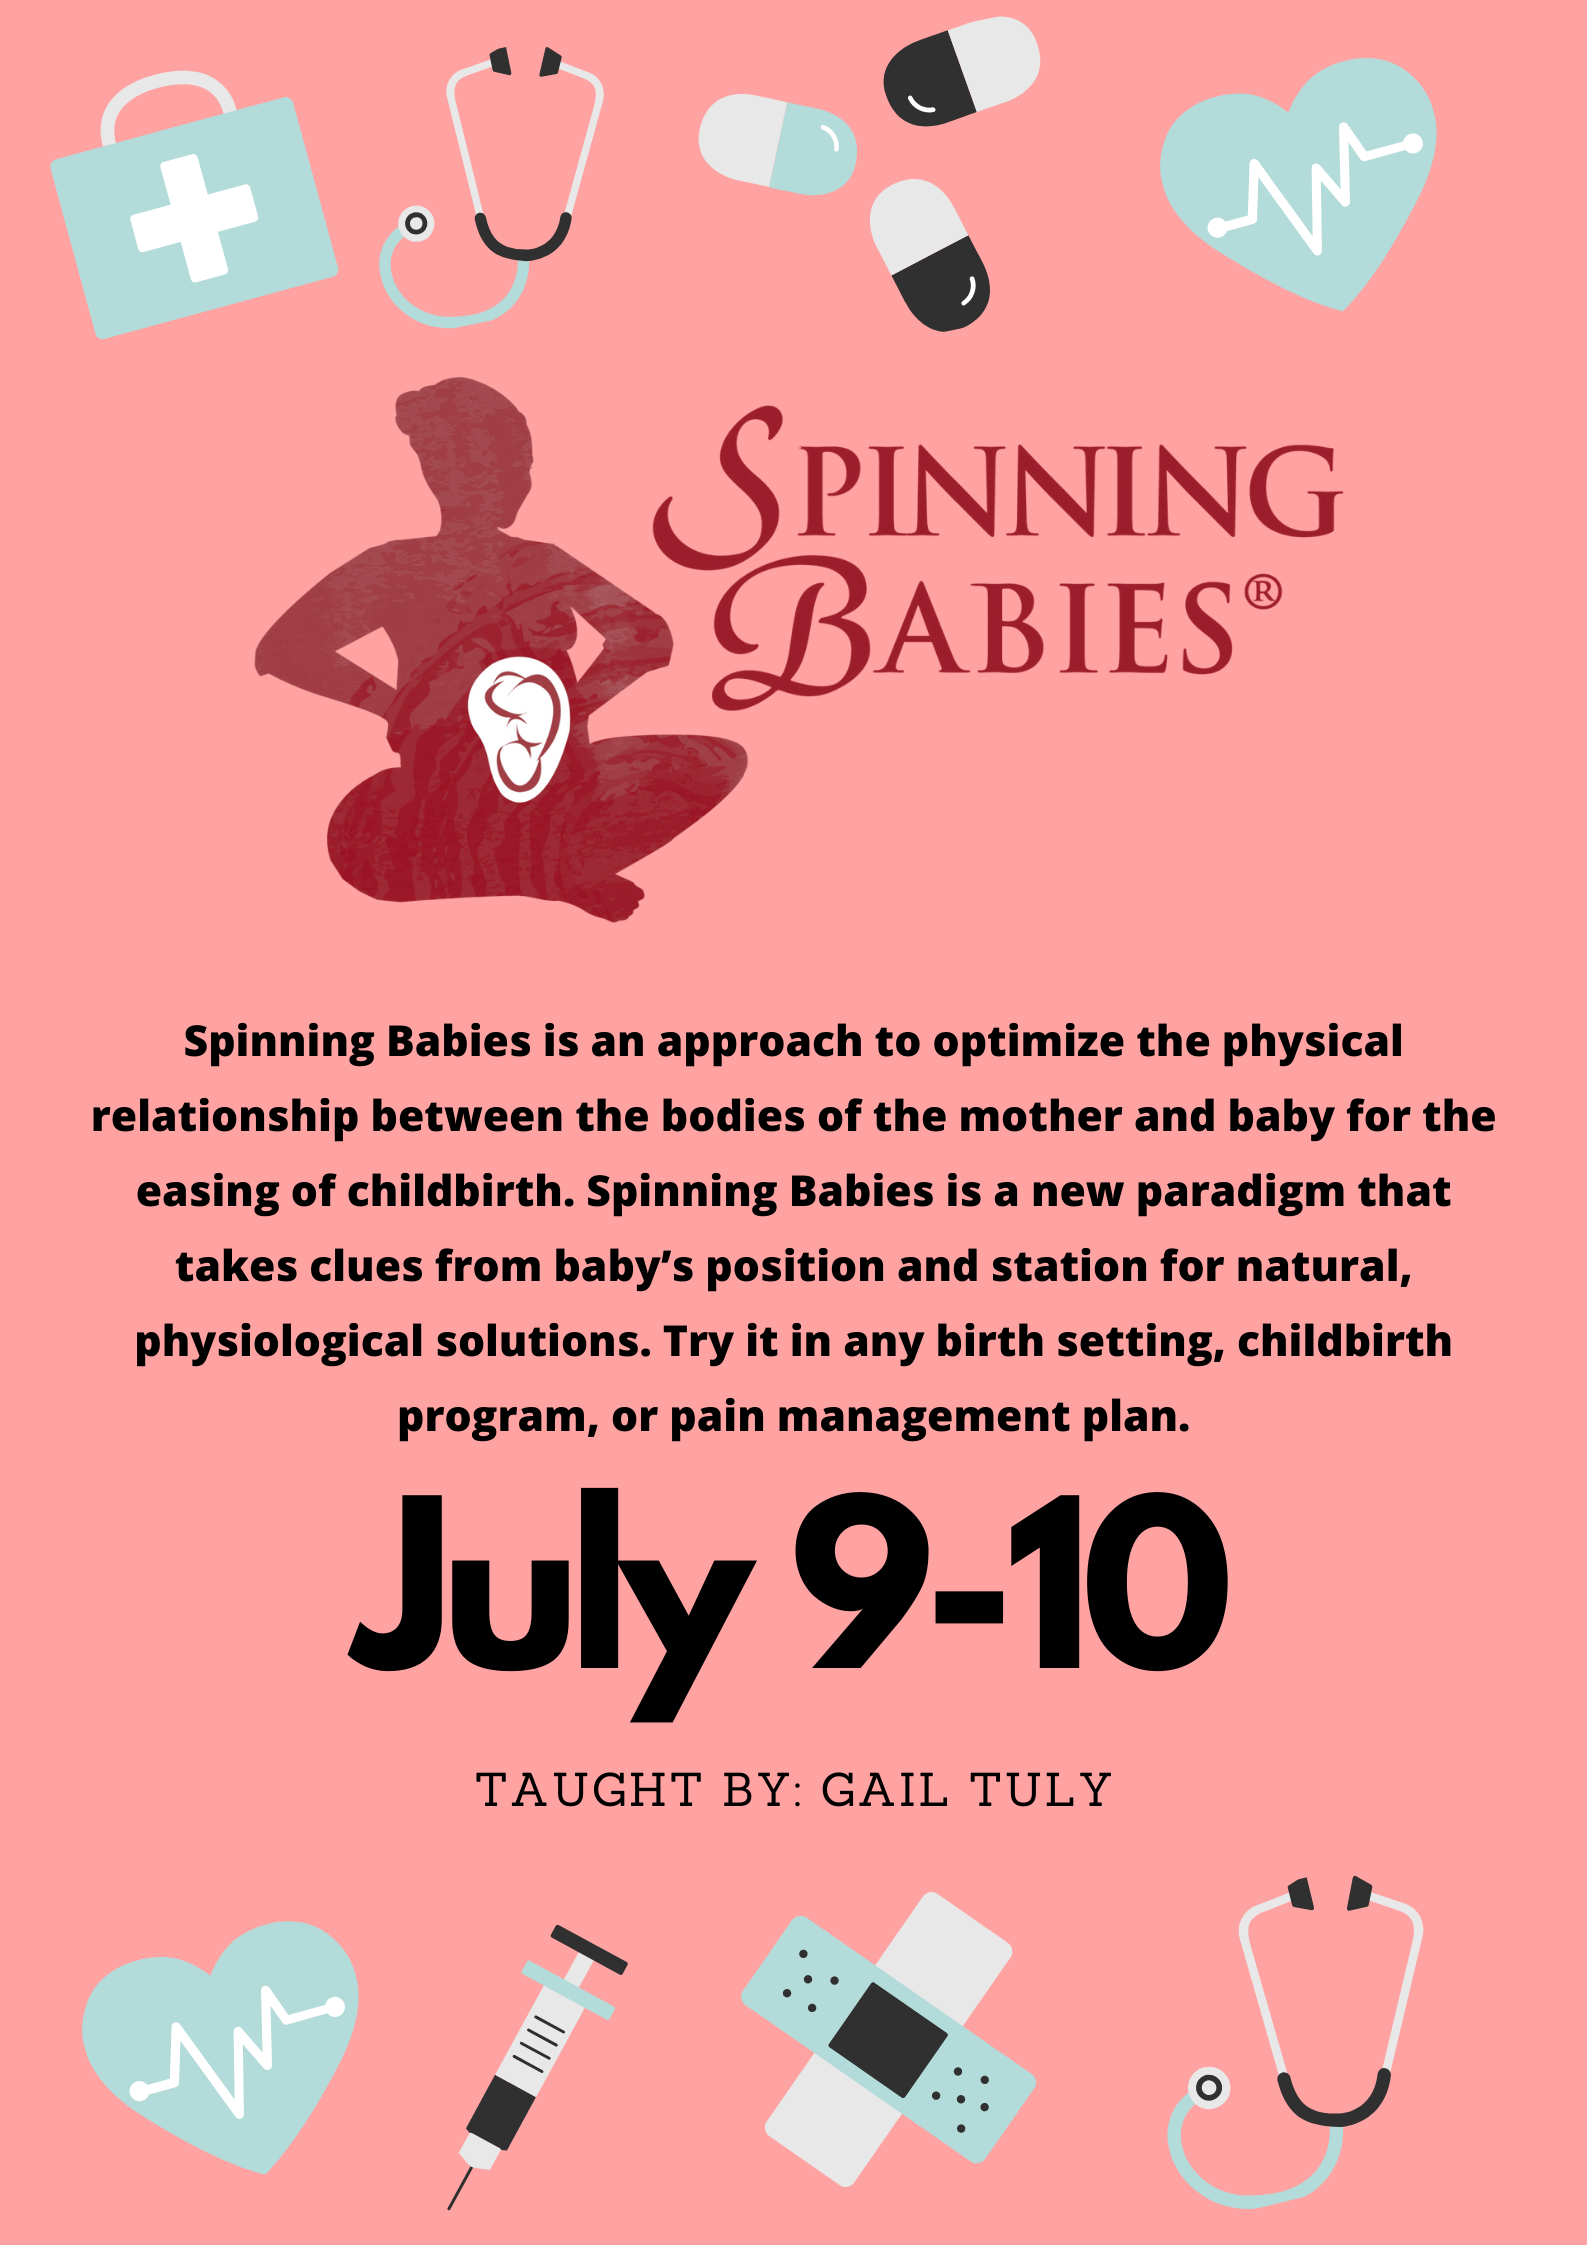 SPINNING
BABIES®
Spinning Babies is an approach to optimize the physical
relationship between the bodies of the mother and baby for the
easing of childbirth. Spinning Babies is a new paradigm that
takes clues from baby’s position and station for natural,
physiological solutions. Try it in any birth setting, childbirth
program, or pain management plan.
July 9-10
TAUGHT BY: GAIL TULY